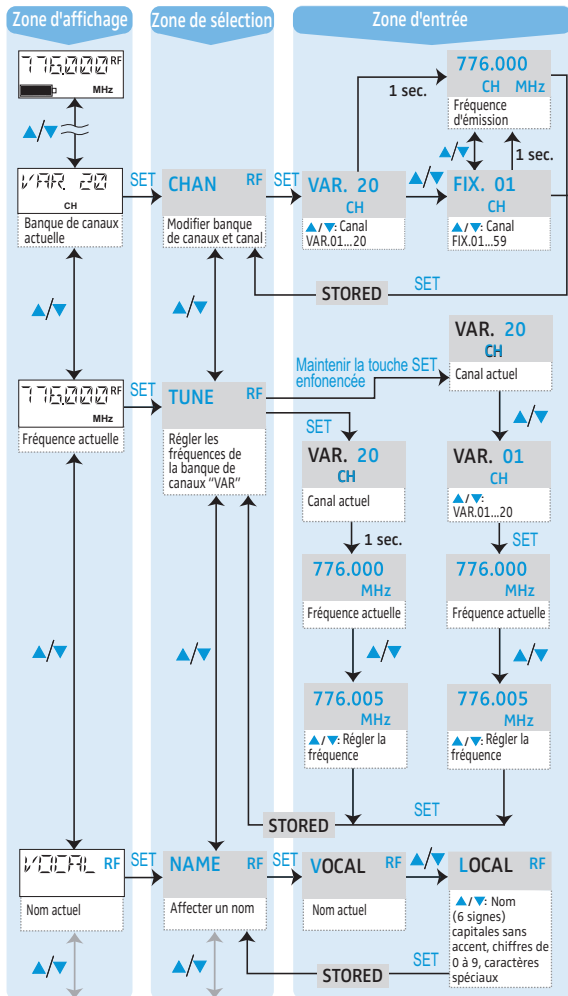 Zone d'affichage
Zone de sélection
Zone d'entrée
776.000 RF
MHz
▲/▼
VAR. 20
CH
Banque de canaux
actuelle
SET
CHAN RF
Modifier banque
de canaux et canal
SET
VAR. 20
CH
▲/▼: Canal
VAR.01...20
1 sec.
776.000
CH MHz
Fréquence
d'émission
▲/▼
▲/▼
1 sec.
FIX. 01
CH
▲/▼: Canal
FIX.01...59
SET
STORED
▲/▼
▲/▼
776.000 RF
MHz
Fréquence actuelle
SET
TUNE RF
Régler les
fréquences de
la banque de
canaux "VAR"
Maintenir la touche SET
enfonencée
VAR. 20
CH
Canal actuel
SET
VAR. 20
CH
Canal actuel
▲/▼
VAR. 01
CH
▲/▼:
VAR.01...20
1 sec.
SET
776.000
MHz
Fréquence actuelle
776.000
MHz
Fréquence actuelle
▲/▼
▲/▼
▲/▼
▲/▼
776.005
MHz
▲/▼: Régler la
fréquence
776.005
MHz
▲/▼: Régler la
fréquence
SET
STORED
VOCAL RF
Nom actuel
SET
NAME RF
Affecter un nom
SET
VOCAL RF
Nom actuel
▲/▼
LOCAL RF
▲/▼: Nom
(6 signes)
capitales sans
accent, chiffres de
0 à 9, caractères
spéciaux
SET
STORED
▲/▼
▲/▼